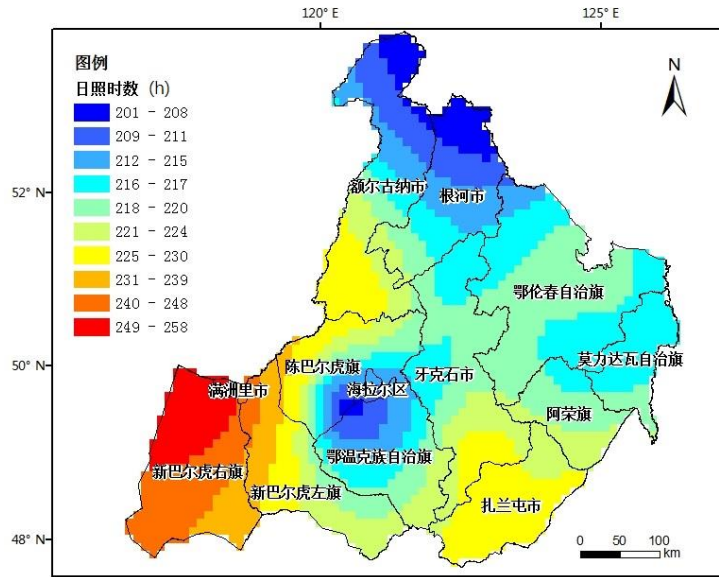 120° E
125° E
图例
日照时数 (h)
201 - 208
209 - 211
212 - 215
216 - 217
218 - 220
221 - 224
225 - 230
231 - 239
240 - 248
249 - 258
N
52° N
50° N
48° N
额尔古纳市
根河市
鄂伦春自治旗
莫力达瓦自治旗
陈巴尔虎旗
牙克石市
满洲里市
海拉尔区
阿荣旗
鄂温克族自治旗
新巴尔虎右旗
新巴尔虎左旗
扎兰屯市
0 50 100
km